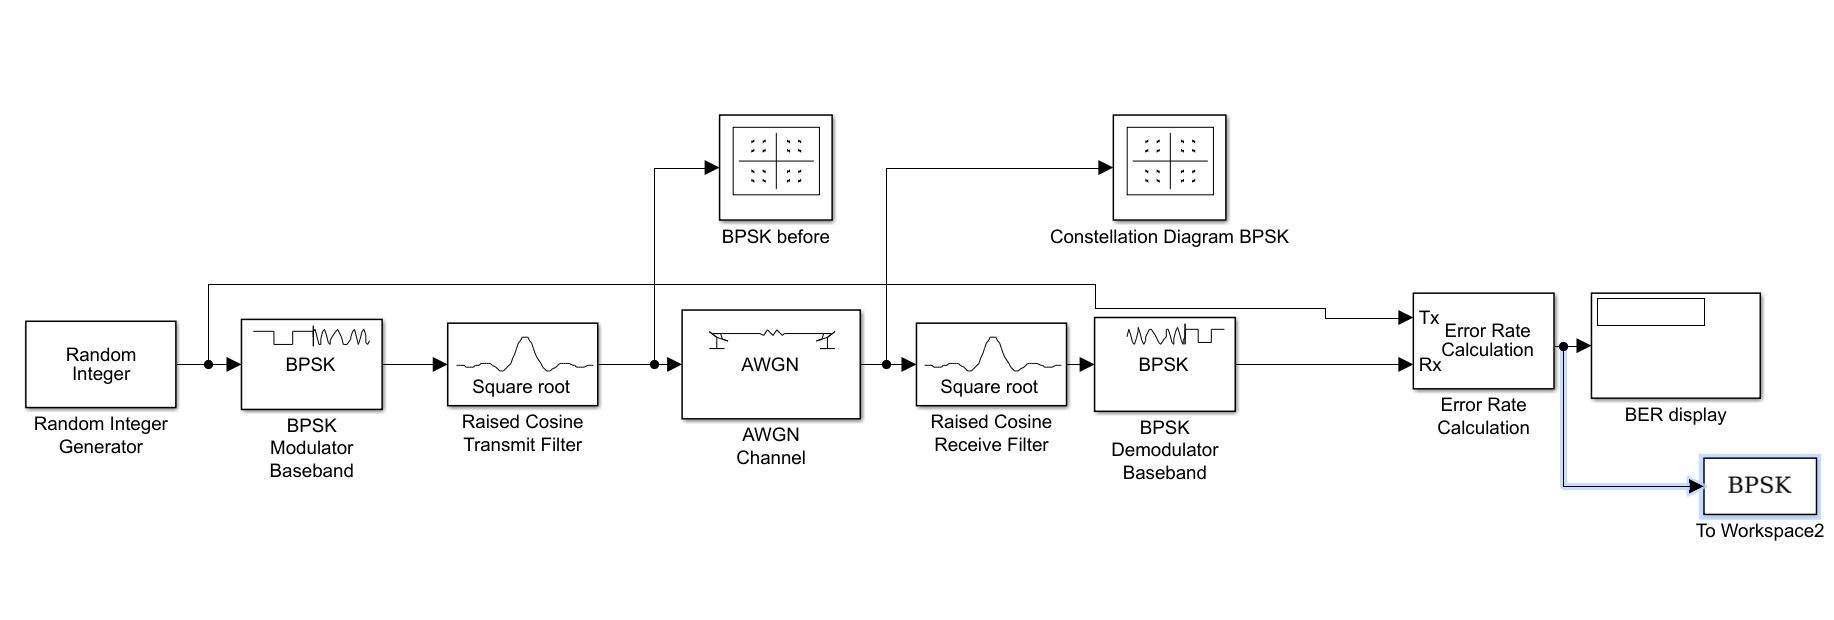 BPSK before
Constellation Diagram BPSK
Random
Integer
Random Integer
Generator
BPSK
BPSK
Modulator
Baseband
Square root
Raised Cosine
Transmit Filter
AWGN
AWGN
Channel
Square root
Raised Cosine
Receive Filter
BPSK
BPSK
Demodulator
Baseband
Tx
Rx
Error Rate
Calculation
Error Rate
Calculation
BER display
BPSK
To Workspace2